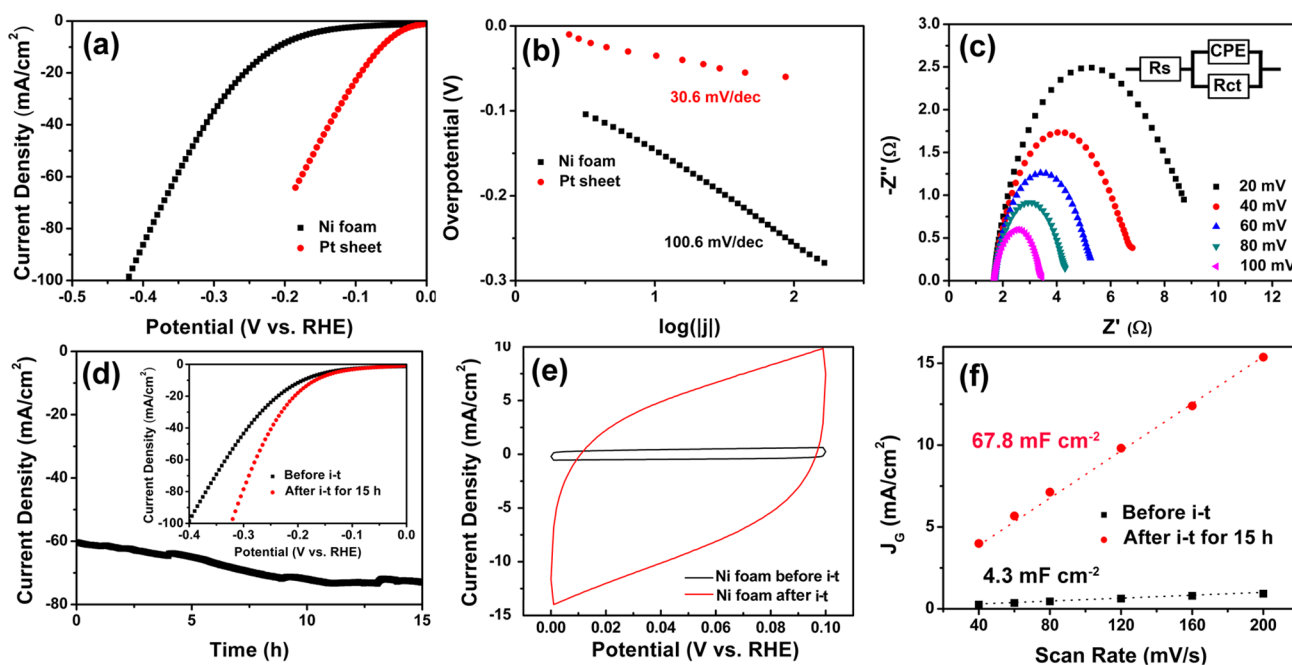 (a)
0
-20
-40
-60
-80
-100
-0.5
-0.4
-0.3
-0.2
-0.1
0.0
Current Density (mA/cm²)
Potential (V vs. RHE)
Ni foam
Pt sheet
(b)
0.0
-0.1
-0.2
-0.3
0
1
2
Overpotential (V)
log(|j|)
30.6 mV/dec
Ni foam
Pt sheet
100.6 mV/dec
(c)
3.0
2.5
2.0
1.5
1.0
0.5
0.0
0
2
4
6
8
10
12
-Z'' (Ω)
Z' (Ω)
Rs
CPE
Rct
20 mV
40 mV
60 mV
80 mV
100 mV
(d)
0
-20
-40
-60
-80
0
5
10
15
Current Density (mA/cm²)
Time (h)
0
-20
-40
-60
-80
-100
-0.4
-0.3
-0.2
-0.1
0.0
Current Density (mA/cm²)
Potential (V vs. RHE)
Before i-t
After i-t for 15 h
(e)
10
5
0
-5
-10
-15
0.00
0.02
0.04
0.06
0.08
0.10
Current Density (mA/cm²)
Potential (V vs. RHE)
Ni foam before i-t
Ni foam after i-t
(f)
15
10
5
0
40
80
120
160
200
J_G (mA/cm²)
Scan Rate (mV/s)
67.8 mF cm⁻²
Before i-t
After i-t for 15 h
4.3 mF cm⁻²